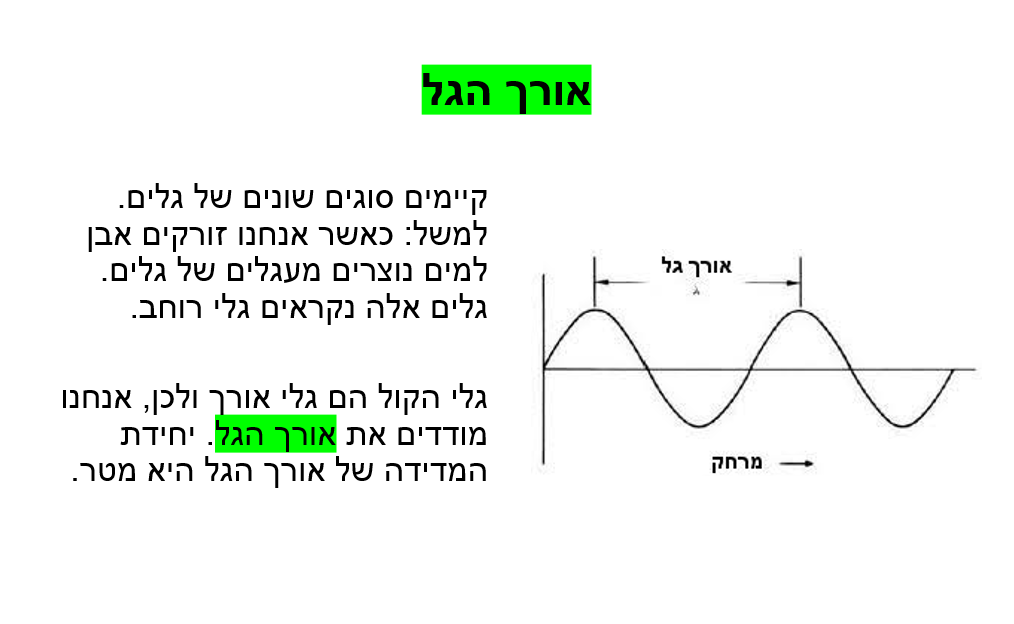 אורך הגל
קיימים סוגים שונים של גלים.
למשל: כאשר אנחנו זורקים אבן
למים נוצרים מעגלים של גלים.
גלים אלה נקראים גלי רוחב.
גלי הקול הם גלי אורך ולכן, אנחנו
מודדים את אורך הגל. יחידת
המדידה של אורך הגל היא מטר.
אורך גל
λ
מרחק